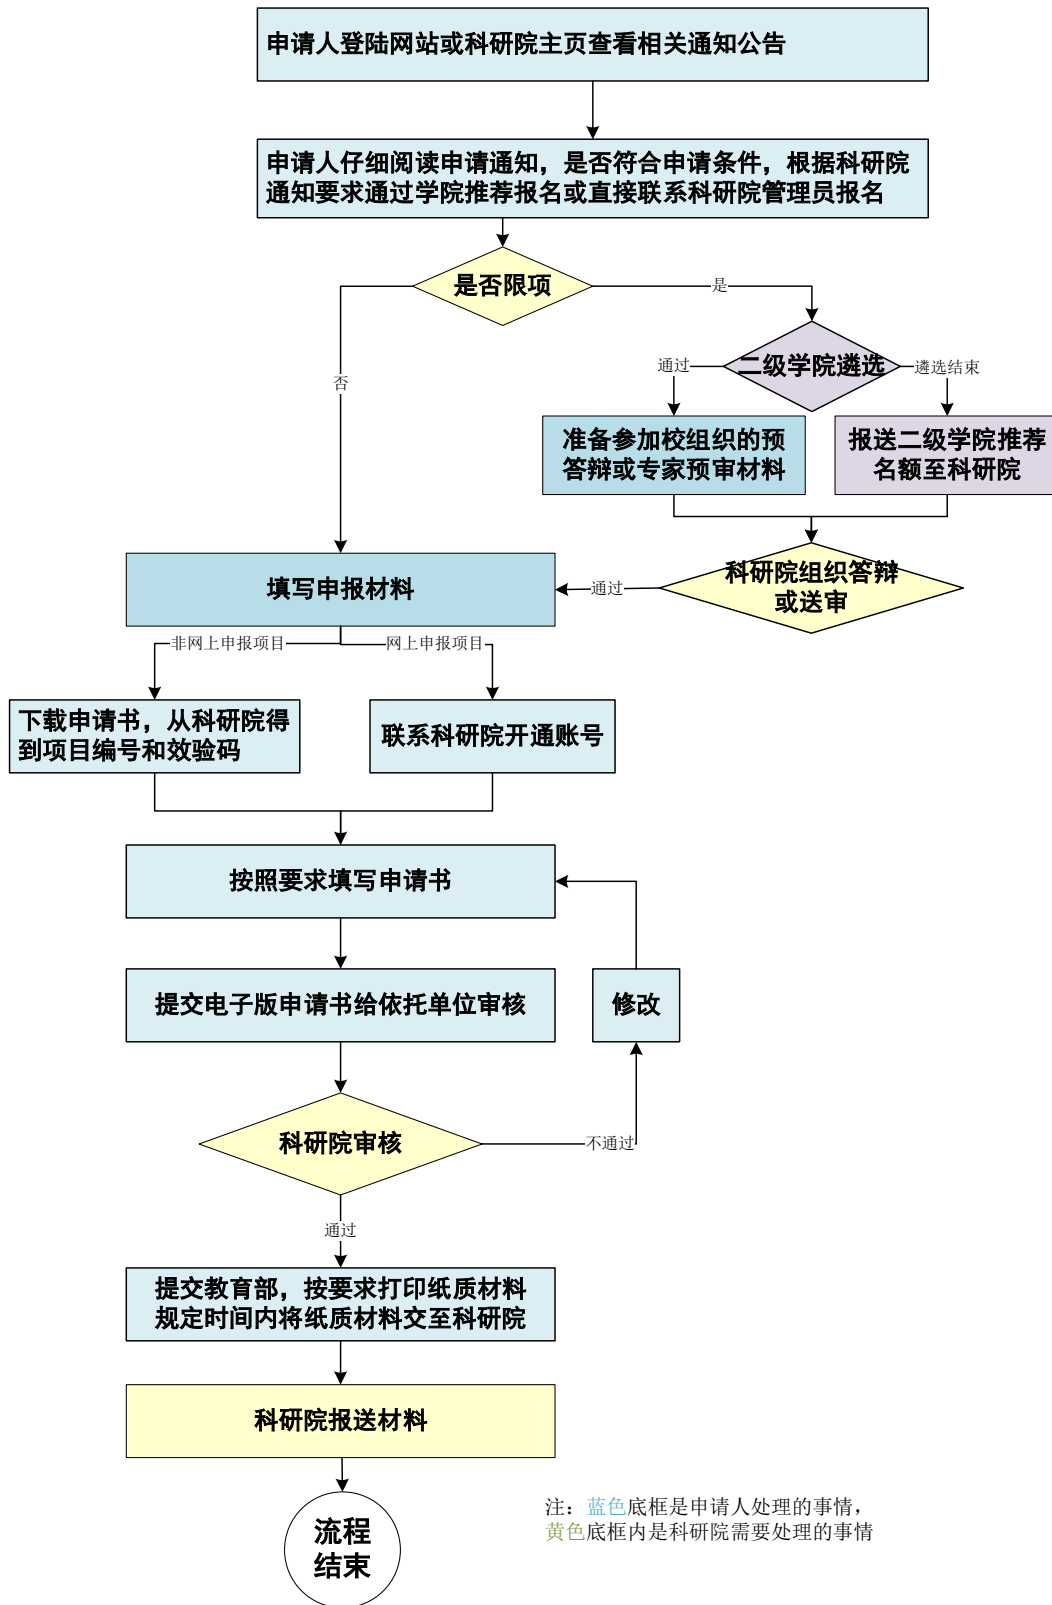 申请人登陆网站或科研院主页查看相关通知公告
申请人仔细阅读申请通知，是否符合申请条件，根据科研院
通知要求通过学院推荐报名或直接联系科研院管理员报名
是否限项
是
否
二级学院遴选
通过
遴选结束
准备参加校组织的预
答辩或专家预审材料
报送二级学院推荐
名额至科研院
科研院组织答辩
或送审
通过
填写申报材料
非网上申报项目
网上申报项目
下载申请书，从科研院得
到项目编号和效验码
联系科研院开通账号
按照要求填写申请书
提交电子版申请书给依托单位审核
修改
科研院审核
不通过
通过
提交教育部，按要求打印纸质材料
规定时间内将纸质材料交至科研院
科研院报送材料
流程
结束
注：蓝色底框是申请人处理的事情，
黄色底框内是科研院需要处理的事情